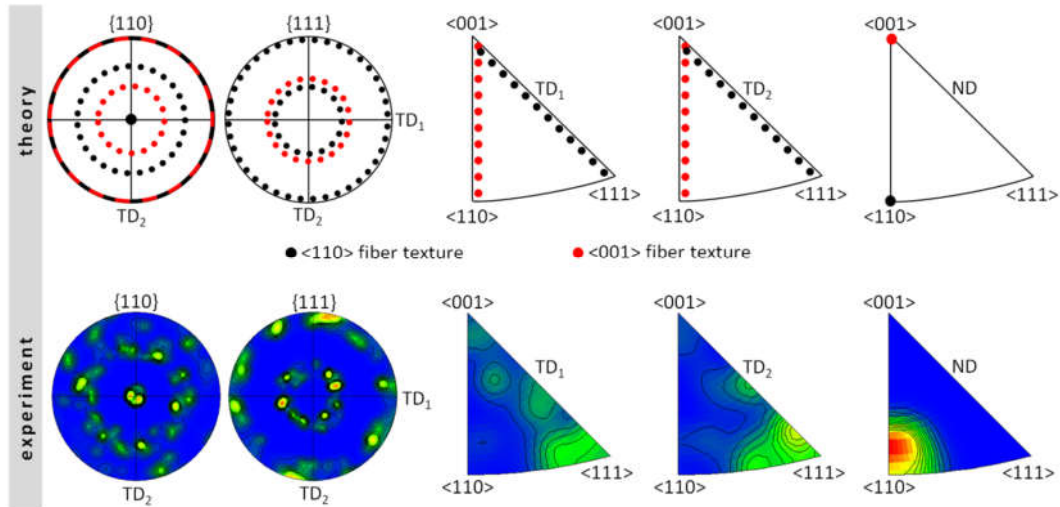 theory
{110}
{111}
TD1
TD2
TD2
<001>
TD1
<110>
<111>
<001>
TD2
<110>
<111>
<001>
ND
<110>
<111>
<110> fiber texture
<001> fiber texture
experiment
{110}
{111}
TD1
TD2
TD2
<001>
TD1
<110>
<111>
<001>
TD2
<110>
<111>
<001>
ND
<110>
<111>